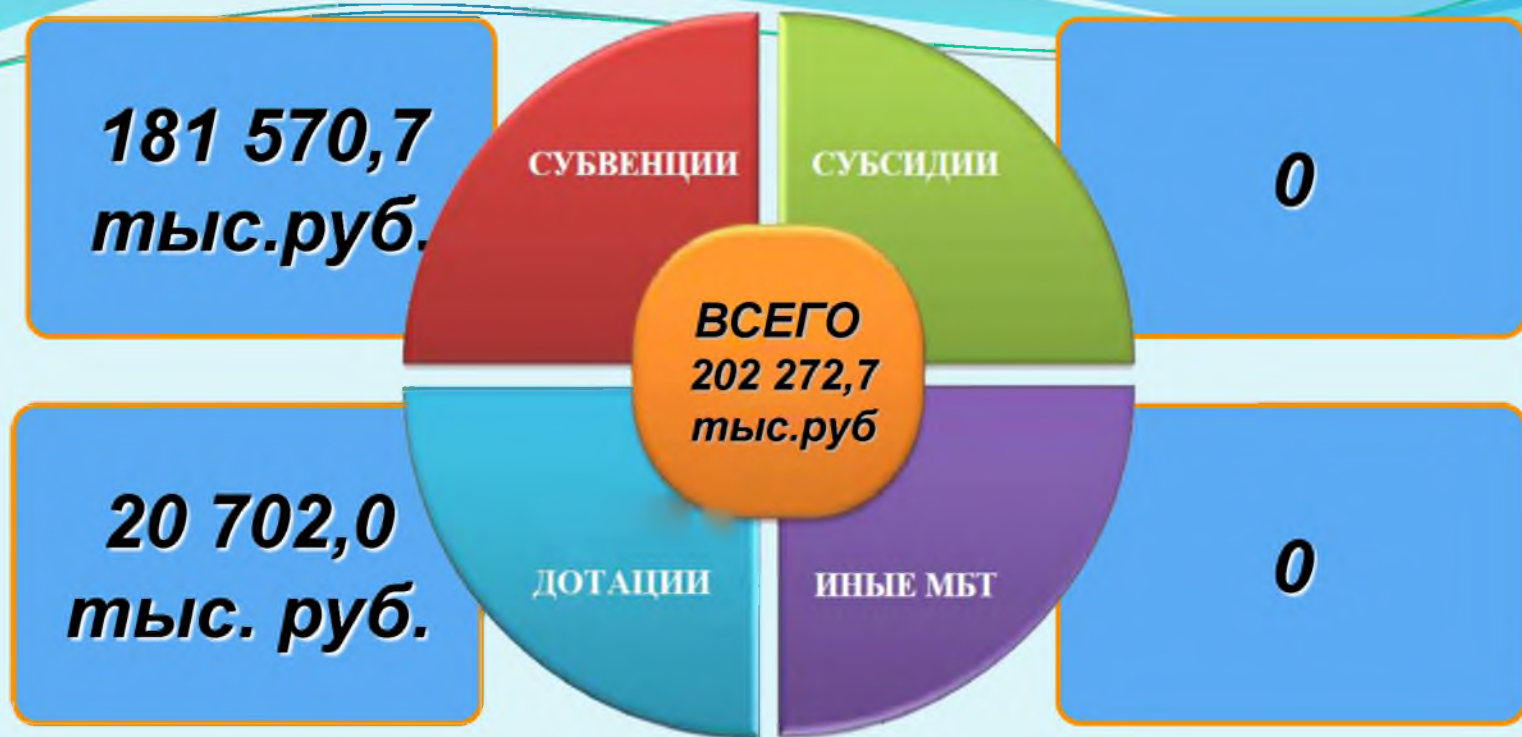 181 570,7
тыс.руб.
СУБВЕНЦИИ
СУБСИДИИ
0
ВСЕГО
202 272,7
тыс.руб
20 702,0
тыс. руб.
ДОТАЦИИ
ИНЫЕ МБТ
0